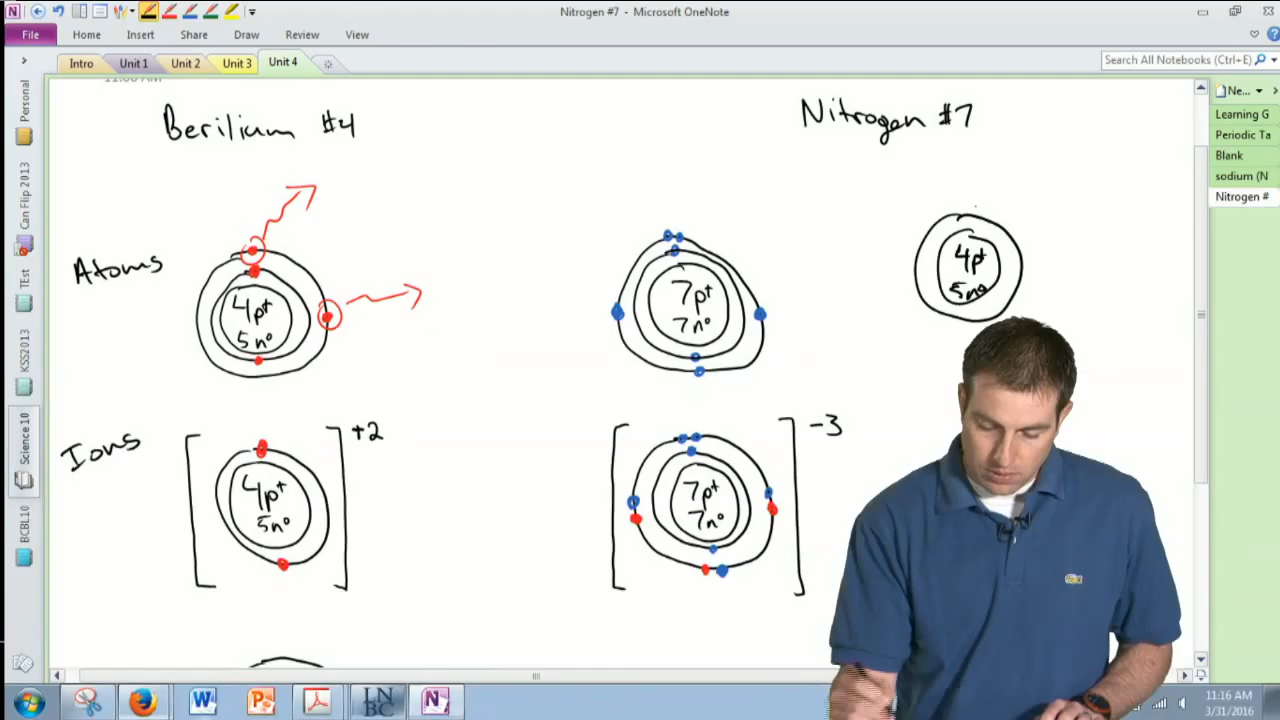 Nitrogen #7 - Microsoft OneNote
File Home Insert Share Draw Review View
Intro Unit 1 Unit 2 Unit 3 Unit 4
Search All Notebooks (Ctrl+E)
Personal
Can Flip 2013
TEst
KSS2013
Science 10
BCBL10
Ne...
Learning G
Periodic Ta
Blank
sodium (N
Nitrogen #
Berilium #4
Nitrogen #7
Atoms
4p+
5n°
7p+
7n°
4p+
5n°
Ions
4p+
5n°
+2
7p+
7n°
-3
LN
BC
11:16 AM
3/31/2016